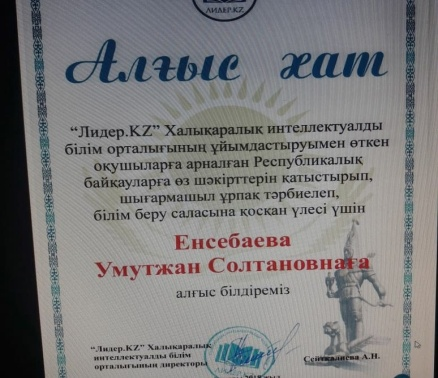 ЛИДЕР.KZ
Алғыс хат
“Лидер.KZ” Халықаралық интеллектуалды
білім орталығының ұйымдастыруымен өткен
оқушыларға арналған Республикалық
байқауларға өз шәкірттерін қатыстырып,
шығармашыл ұрпақ тәрбиелеп,
білім беру саласына қосқан үлесі үшін
Енсебаева
Умутжан Солтановнаға
алғыс білдіреміз
“Лидер.KZ” Халықаралық
интеллектуалды білім
орталығының директоры
Сейткалиева А.Н.